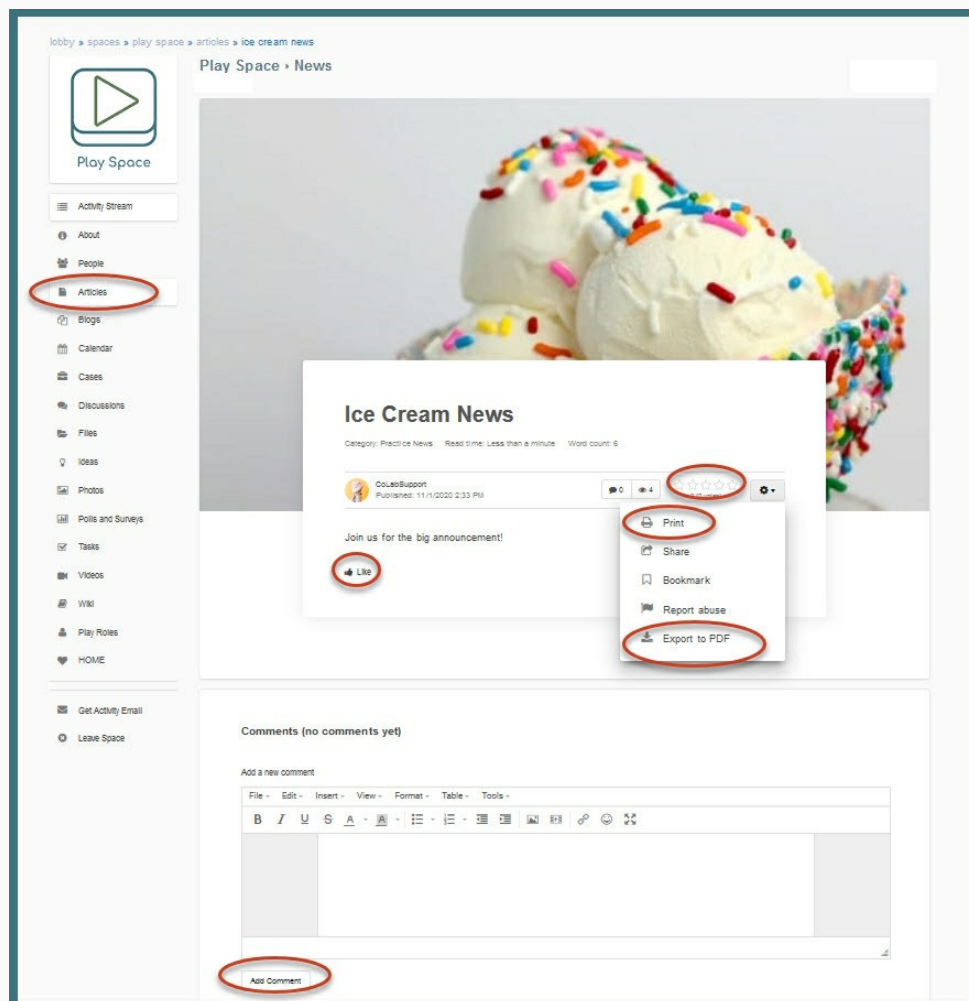 lobby » spaces » play space » articles » ice cream news
Play Space › News
Play Space
Activity Stream
About
People
Articles
Blogs
Calendar
Cases
Discussions
Files
Ideas
Photos
Polls and Surveys
Tasks
Videos
Wiki
Play Roles
HOME
Get Activity Email
Leave Space
Ice Cream News
Category: Practice News Read time: Less than a minute Word count: 6
CoLabSupport
Published: 11/1/2020 2:33 PM
0 4
Join us for the big announcement!
Like
Print
Share
Bookmark
Report abuse
Export to PDF
Comments (no comments yet)
Add a new comment
File Edit Insert View Format Table Tools
B I U S A A
Add Comment